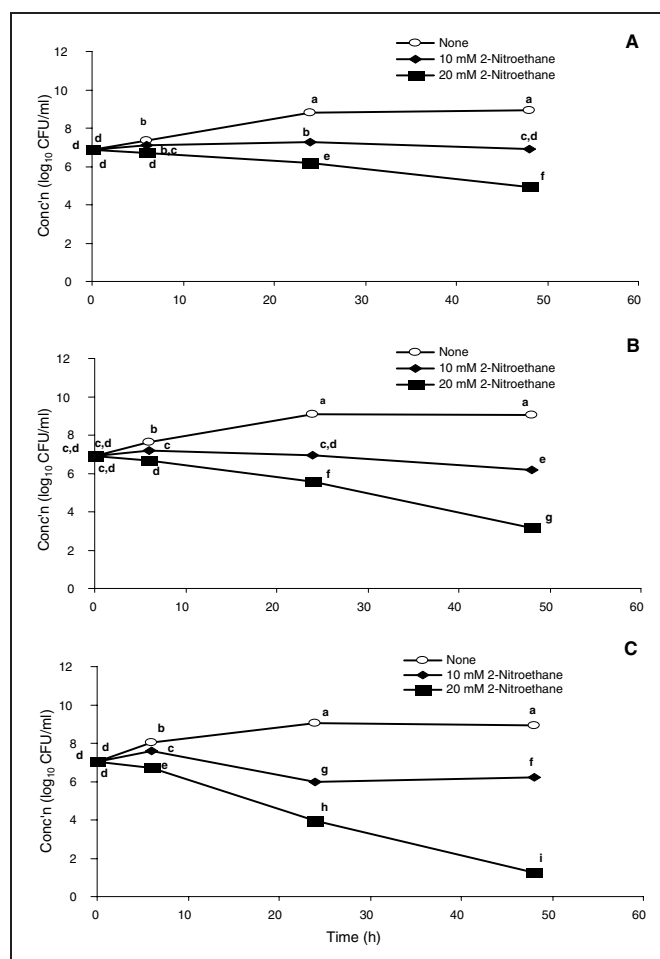 A
None
10 mM 2-Nitroethane
20 mM 2-Nitroethane
Conc'n (log10 CFU/ml)
12
10
8
6
4
2
0
d
d
d
b
b,c
d
a
b
e
a
c,d
f
0 10 20 30 40 50 60
B
None
10 mM 2-Nitroethane
20 mM 2-Nitroethane
Conc'n (log10 CFU/ml)
12
10
8
6
4
2
0
c,d
c,d
c,d
b
c
d
a
c,d
f
a
e
g
0 10 20 30 40 50 60
C
None
10 mM 2-Nitroethane
20 mM 2-Nitroethane
Conc'n (log10 CFU/ml)
12
10
8
6
4
2
0
d
d
d
b
c
e
a
g
h
a
f
i
0 10 20 30 40 50 60
Time (h)